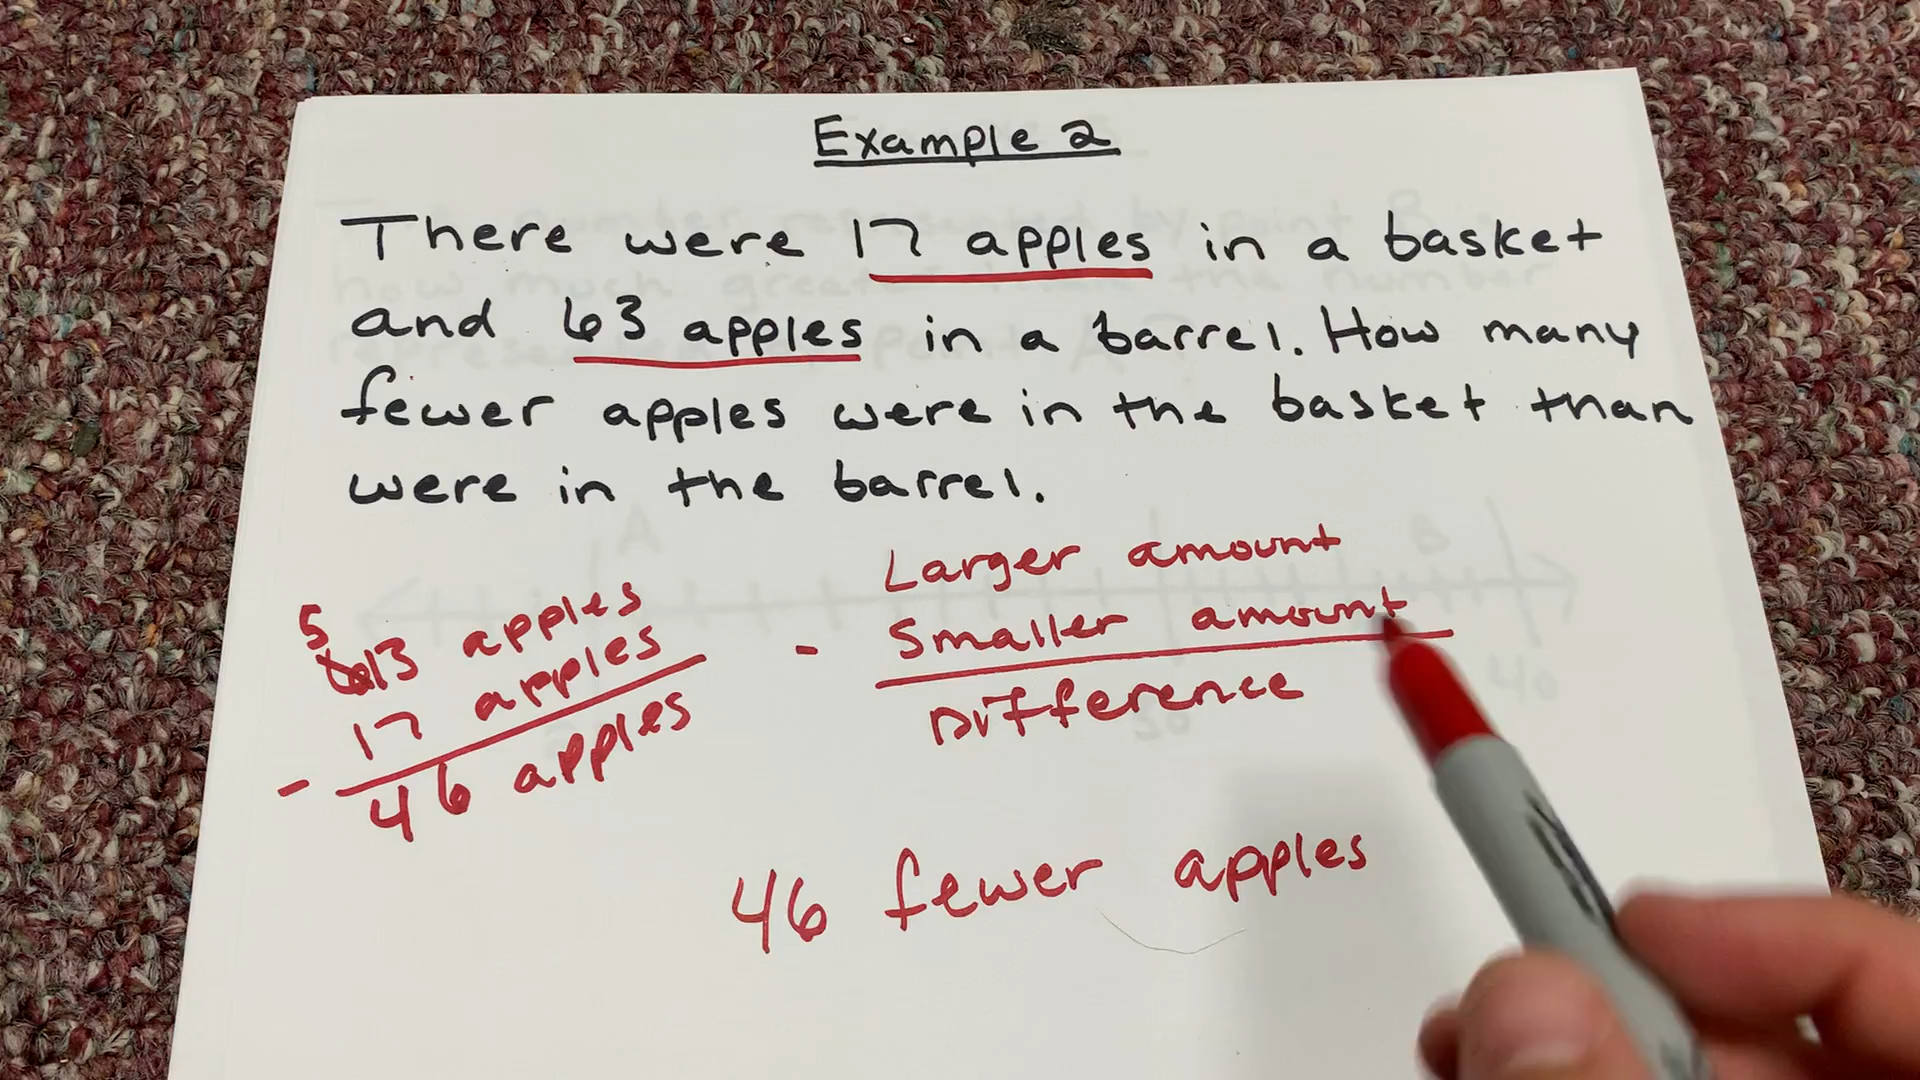 Example 2
There were 17 apples in a basket
and 63 apples in a barrel. How many
fewer apples were in the basket than
were in the barrel.
Larger amount
- Smaller amount
Difference
5
613 apples
17 apples
-
46 apples
46 fewer apples